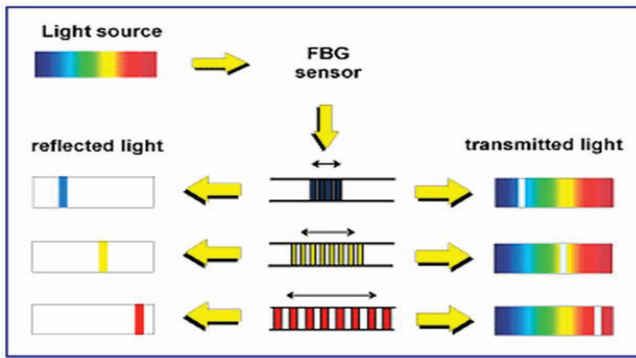 Light source
FBG
sensor
reflected light
transmitted light